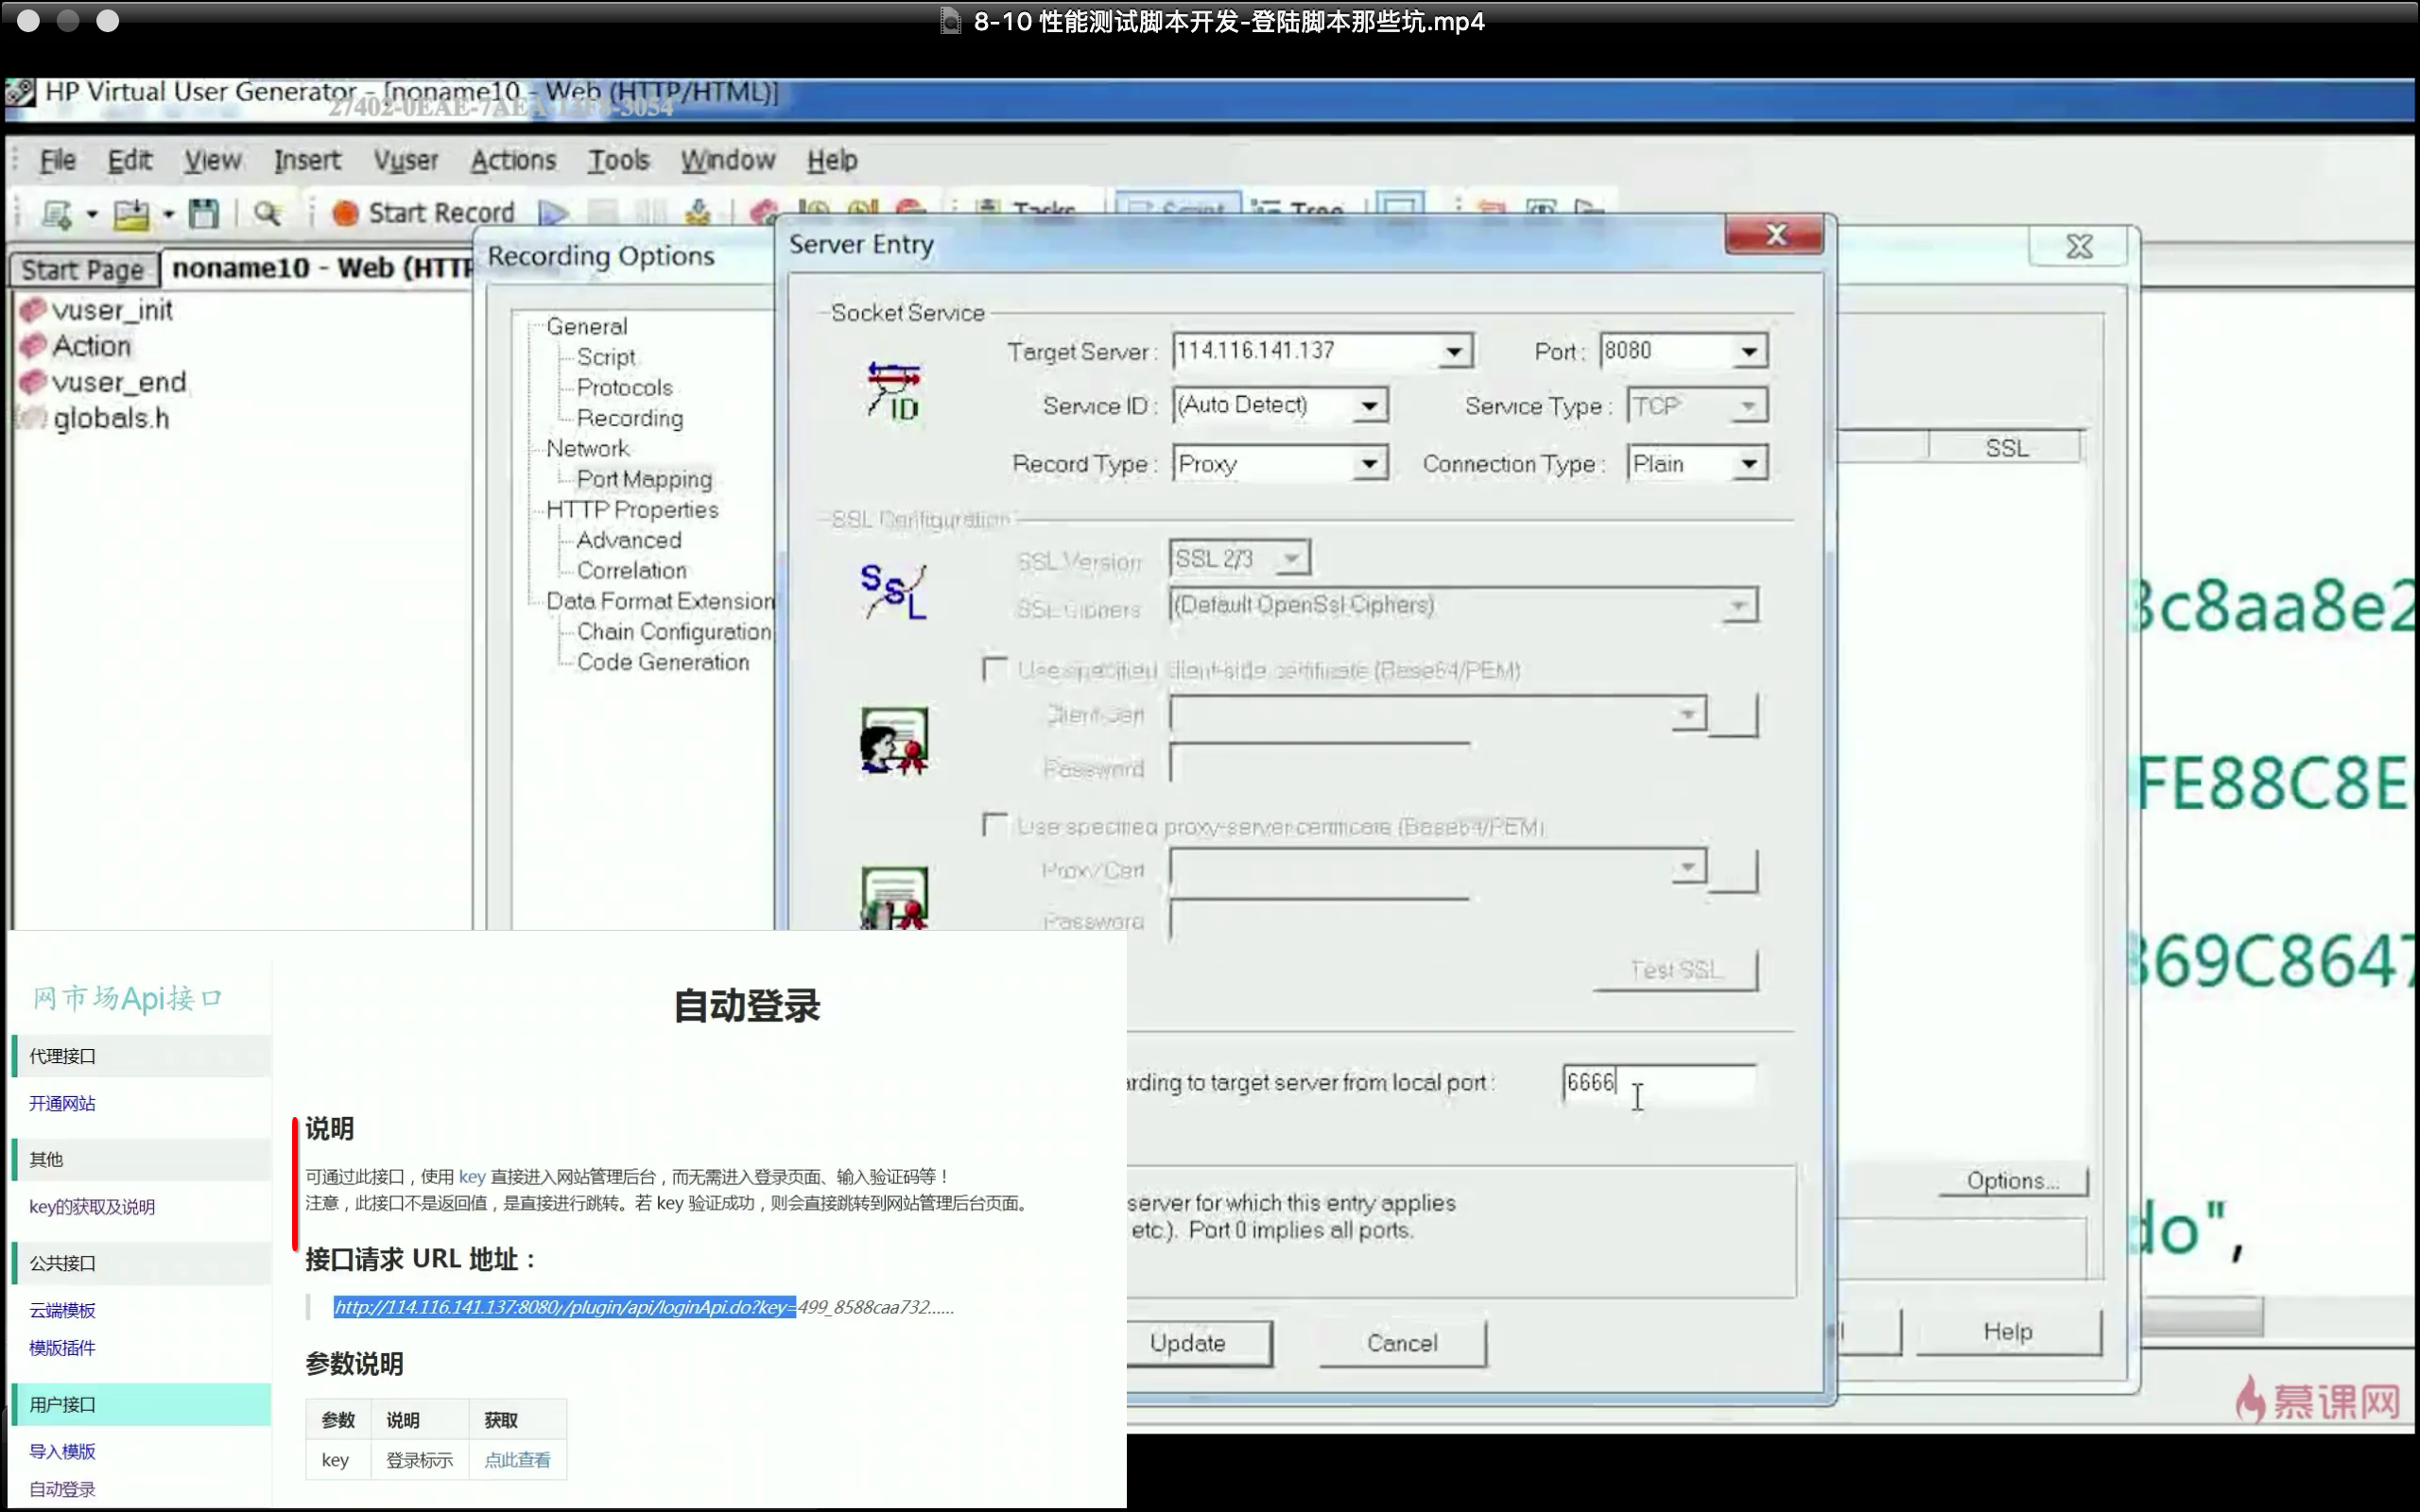 8-10 性能测试脚本开发-登陆脚本那些坑.mp4
HP Virtual User Generator - [noname10 - Web (HTTP/HTML)]
File Edit View Insert Vuser Actions Tools Window Help
Start Record Tasks Script Tree
Start Page noname10 - Web (HTTP
vuser_init
Action
vuser_end
globals.h
Recording Options
General
Script
Protocols
Recording
Network
Port Mapping
HTTP Properties
Advanced
Correlation
Data Format Extension
Chain Configuration
Code Generation
Server Entry
Socket Service
Target Server : 114.116.141.137 Port : 8080
Service ID : (Auto Detect) Service Type : TCP
Record Type : Proxy Connection Type : Plain
SSL Configuration
SSL Version SSL 2/3
SSL Ciphers (Default OpenSsl Ciphers)
Use specified client-side certificate (Base64/PEM)
Client Cert
Password
Use specified proxy-server certificate (Base64/PEM)
Proxy Cert
Password
Test SSL
rding to target server from local port : 6666
server for which this entry applies
etc.). Port 0 implies all ports.
Update Cancel
SSL
Options...
Help
3c8aa8e2
FE88C8E
369C8647
do",
慕课网
网市场Api接口
代理接口
开通网站
其他
key的获取及说明
公共接口
云端模板
模版插件
用户接口
导入模版
自动登录
自动登录
说明
可通过此接口，使用 key 直接进入网站管理后台，而无需进入登录页面、输入验证码等！
注意，此接口不是返回值，是直接进行跳转。若 key 验证成功，则会直接跳转到网站管理后台页面。
接口请求 URL 地址：
http://114.116.141.137:8080//plugin/api/loginApi.do?key=499_8588caa732......
参数说明
参数 说明 获取
key 登录标示 点此查看